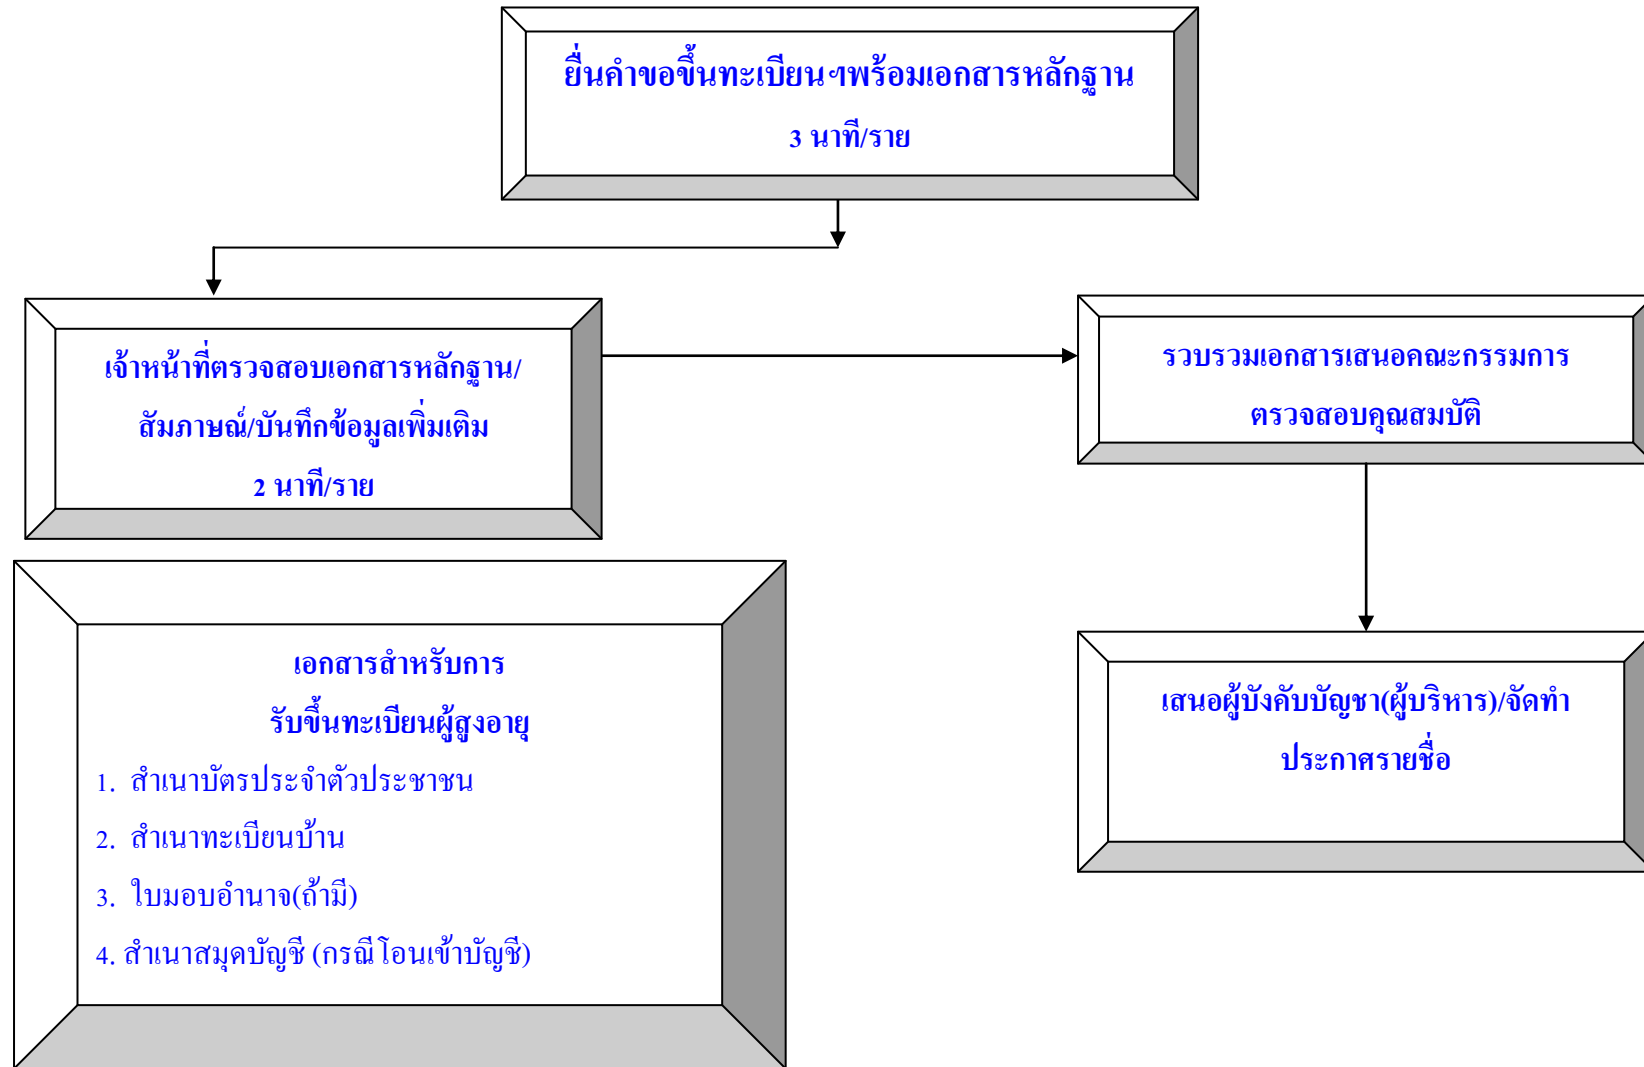 ยื่นคำขอขึ้นทะเบียนฯพร้อมเอกสารหลักฐาน
3 นาที/ราย
เจ้าหน้าที่ตรวจสอบเอกสารหลักฐาน/
สัมภาษณ์/บันทึกข้อมูลเพิ่มเติม
2 นาที/ราย
รวบรวมเอกสารเสนอคณะกรรมการ
ตรวจสอบคุณสมบัติ
เสนอผู้บังคับบัญชา(ผู้บริหาร)/จัดทำ
ประกาศรายชื่อ
เอกสารสำหรับการ
รับขึ้นทะเบียนผู้สูงอายุ
1. สำเนาบัตรประจำตัวประชาชน
2. สำเนาทะเบียนบ้าน
3. ใบมอบอำนาจ(ถ้ามี)
4. สำเนาสมุดบัญชี (กรณีโอนเข้าบัญชี)